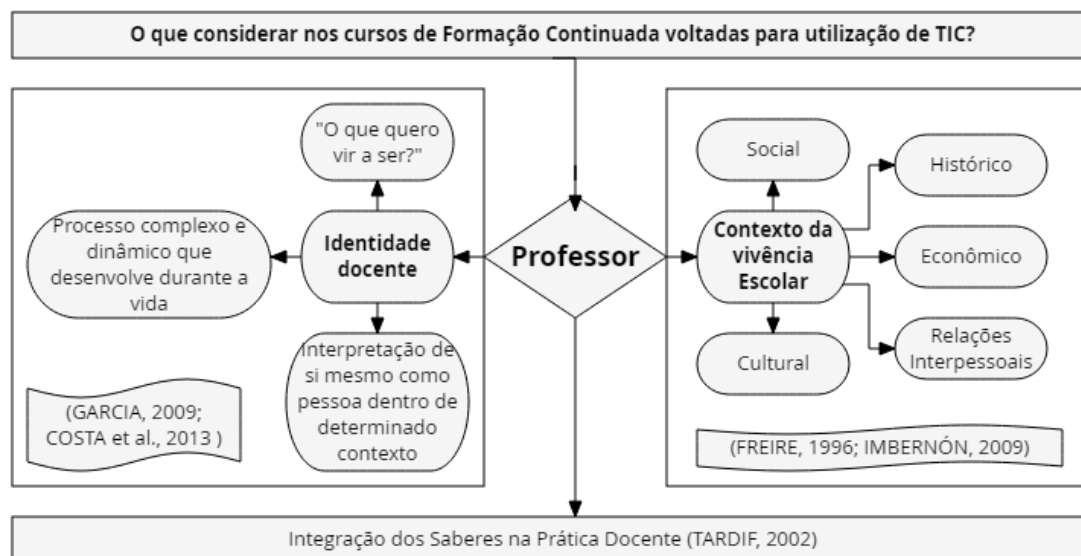 O que considerar nos cursos de Formação Continuada voltadas para utilização de TIC?
"O que quero
vir a ser?"
Processo complexo e
dinâmico que
desenvolve durante a
vida
Identidade
docente
Interpretação de
si mesmo como
pessoa dentro de
determinado
contexto
(GARCIA, 2009;
COSTA et al., 2013 )
Professor
Social
Histórico
Contexto da
vivência
Escolar
Econômico
Cultural
Relações
Interpessoais
(FREIRE, 1996; IMBERNÓN, 2009)
Integração dos Saberes na Prática Docente (TARDIF, 2002)